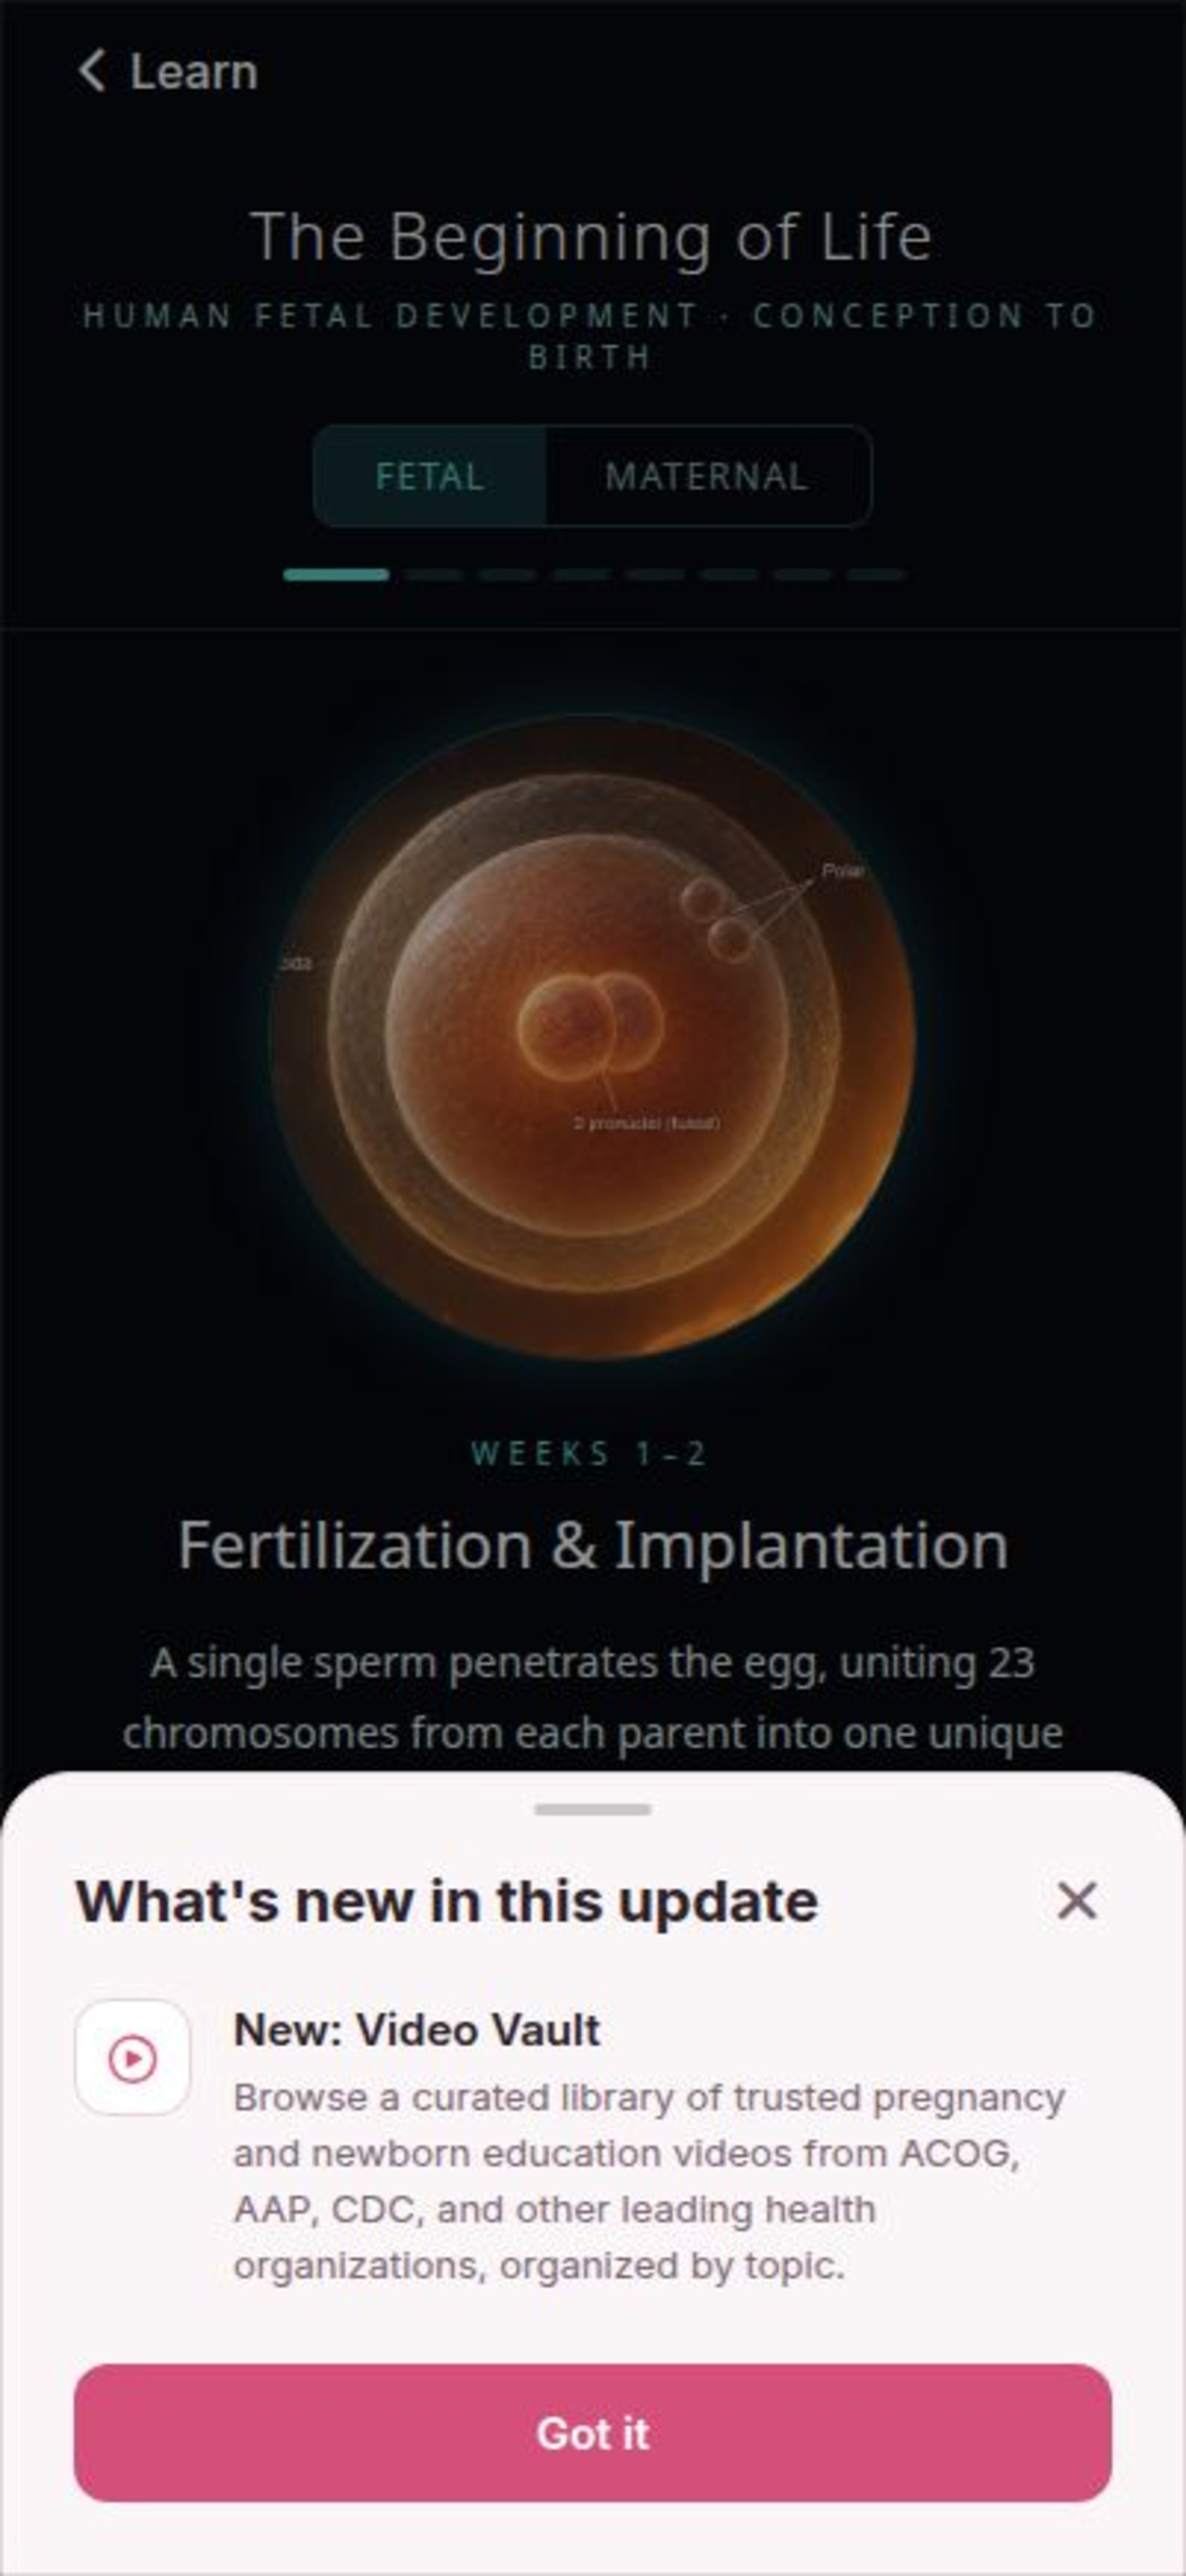 Learn
The Beginning of Life
HUMAN FETAL DEVELOPMENT · CONCEPTION TO
BIRTH
FETAL
MATERNAL
Polar
2 pronuclei (fused)
WEEKS 1–2
Fertilization & Implantation
A single sperm penetrates the egg, uniting 23
chromosomes from each parent into one unique
What's new in this update
New: Video Vault
Browse a curated library of trusted pregnancy
and newborn education videos from ACOG,
AAP, CDC, and other leading health
organizations, organized by topic.
Got it